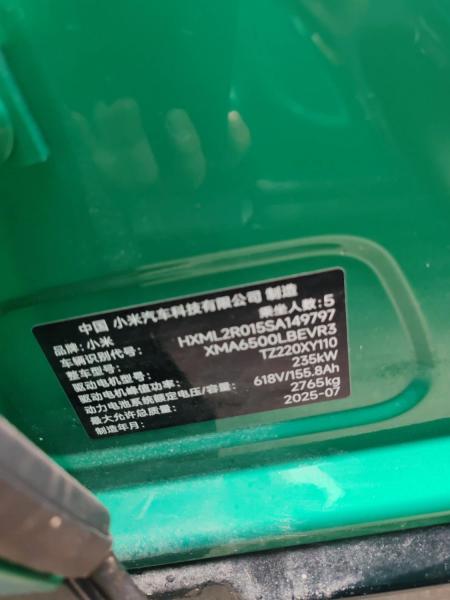 中国 小米汽车科技有限公司 制造
品牌:小米 乘坐人数:5
车辆识别代号: HXML2R015SA149797
整车型号: XMA6500LBEVR3
驱动电机型号: TZ220XY110
驱动电机峰值功率: 235kW
动力电池系统额定电压/容量: 618V/155.8Ah
最大允许总质量: 2765kg
制造年月: 2025-07